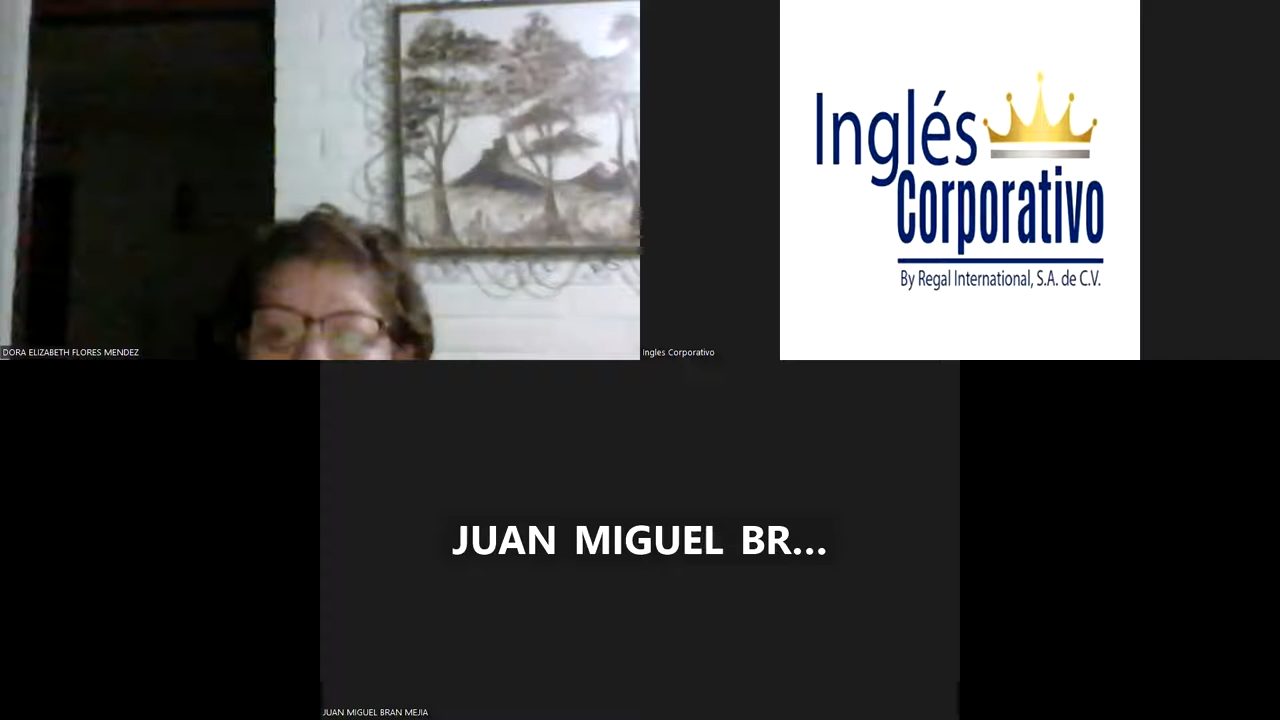 DORA ELIZABETH FLORES MENDEZ
Inglés
Corporativo
By Regal International, S.A. de C.V.
Ingles Corporativo
JUAN MIGUEL BR...
JUAN MIGUEL BRAN MEJIA